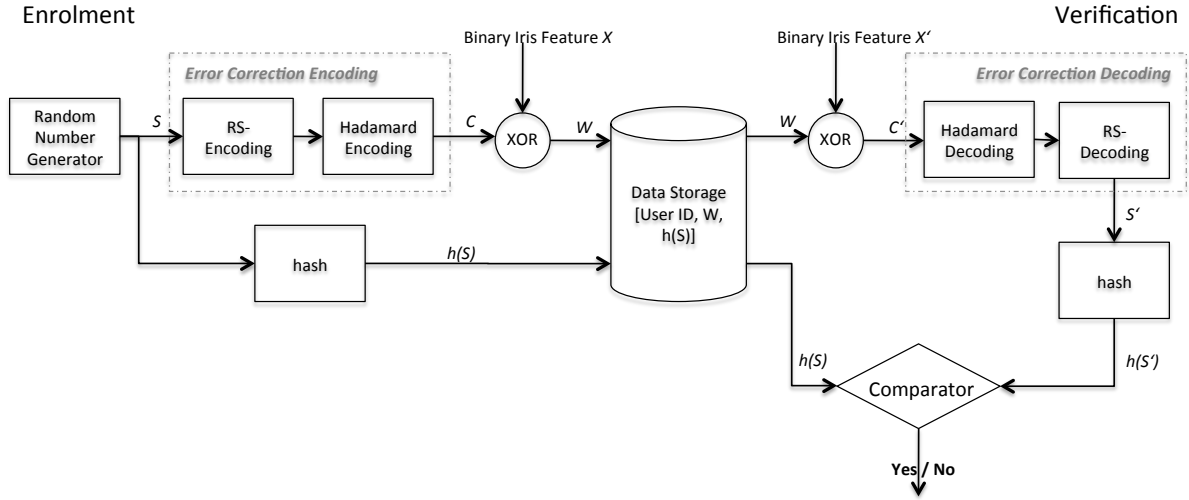 Enrolment
Verification
Binary Iris Feature X
Binary Iris Feature X‘
Error Correction Encoding
Error Correction Decoding
Random
Number
Generator
S
RS-
Encoding
Hadamard
Encoding
C
XOR
W
Data Storage
[User ID, W,
h(S)]
W
XOR
C‘
Hadamard
Decoding
RS-
Decoding
S‘
hash
h(S)
hash
h(S)
h(S‘)
Comparator
Yes / No